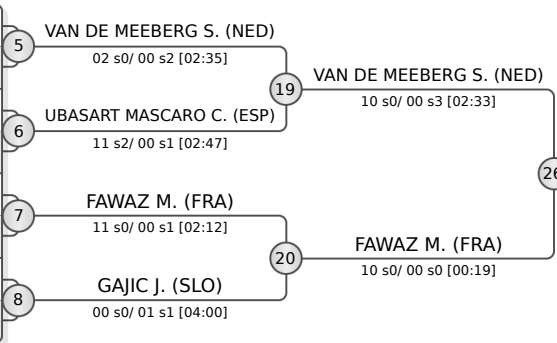 5
VAN DE MEEBERG S. (NED)
02 s0/ 00 s2 [02:35]
19
VAN DE MEEBERG S. (NED)
10 s0/ 00 s3 [02:33]
6
UBASART MASCARO C. (ESP)
11 s2/ 00 s1 [02:47]
26
7
FAWAZ M. (FRA)
11 s0/ 00 s1 [02:12]
20
FAWAZ M. (FRA)
10 s0/ 00 s0 [00:19]
8
GAJIC J. (SLO)
00 s0/ 01 s1 [04:00]